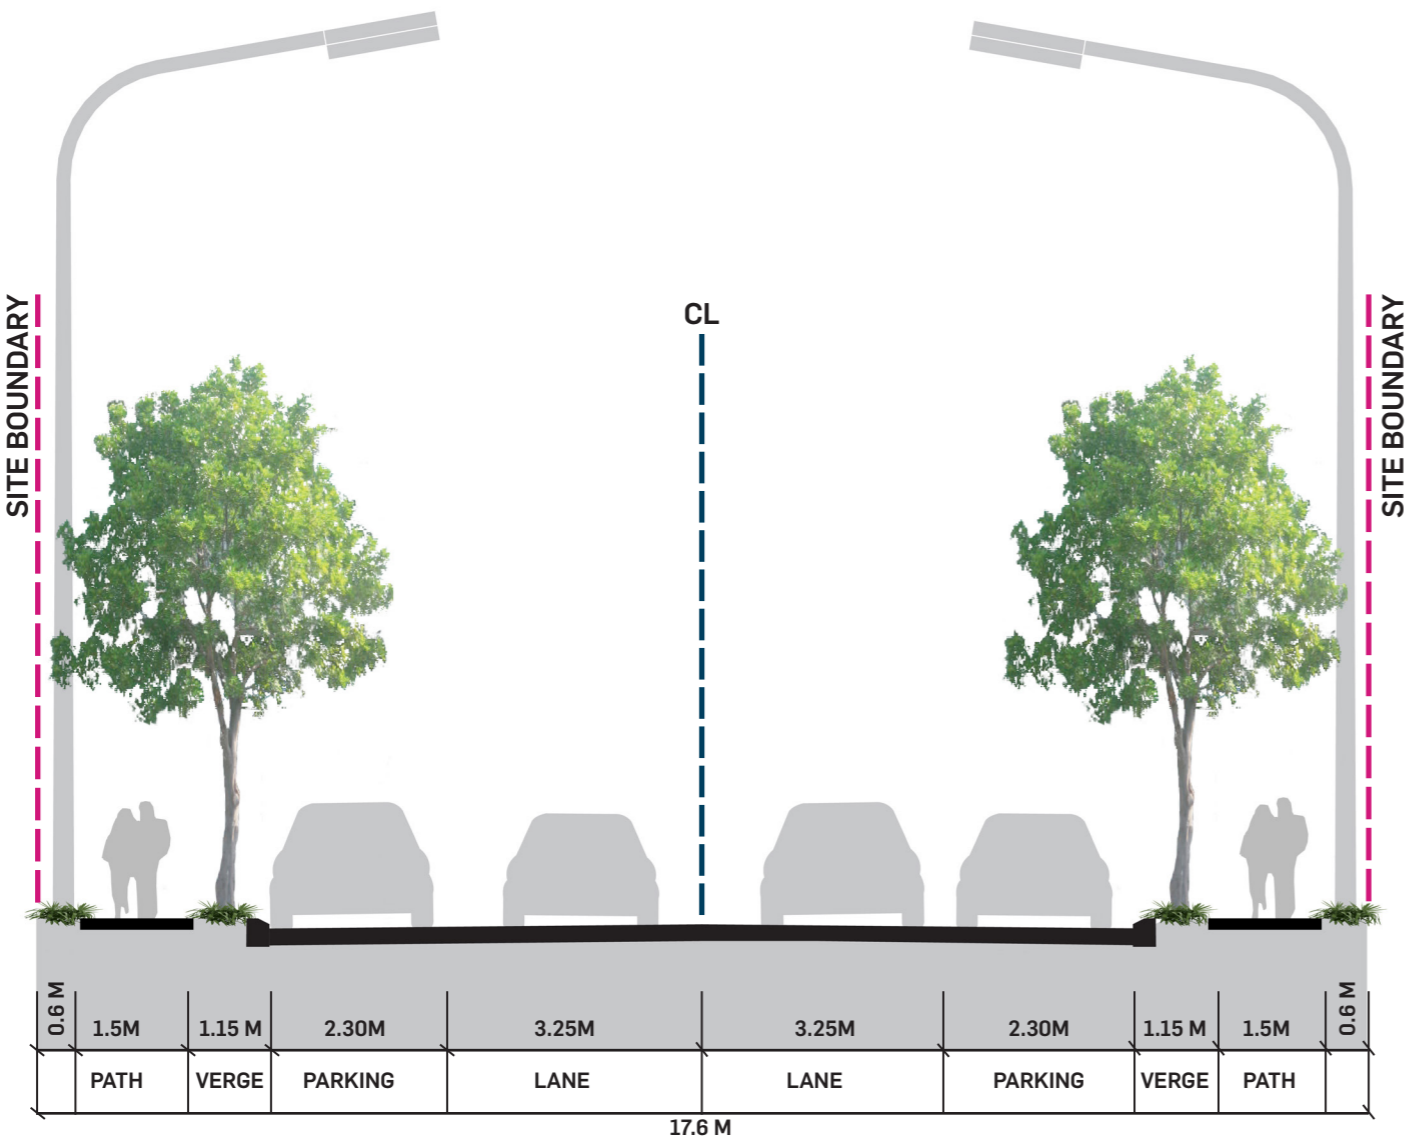 SITE BOUNDARY
CL
SITE BOUNDARY
0.6 M 1.5M 1.15 M 2.30M 3.25M 3.25M 2.30M 1.15 M 1.5M 0.6 M
PATH VERGE PARKING LANE LANE PARKING VERGE PATH
17.6 M